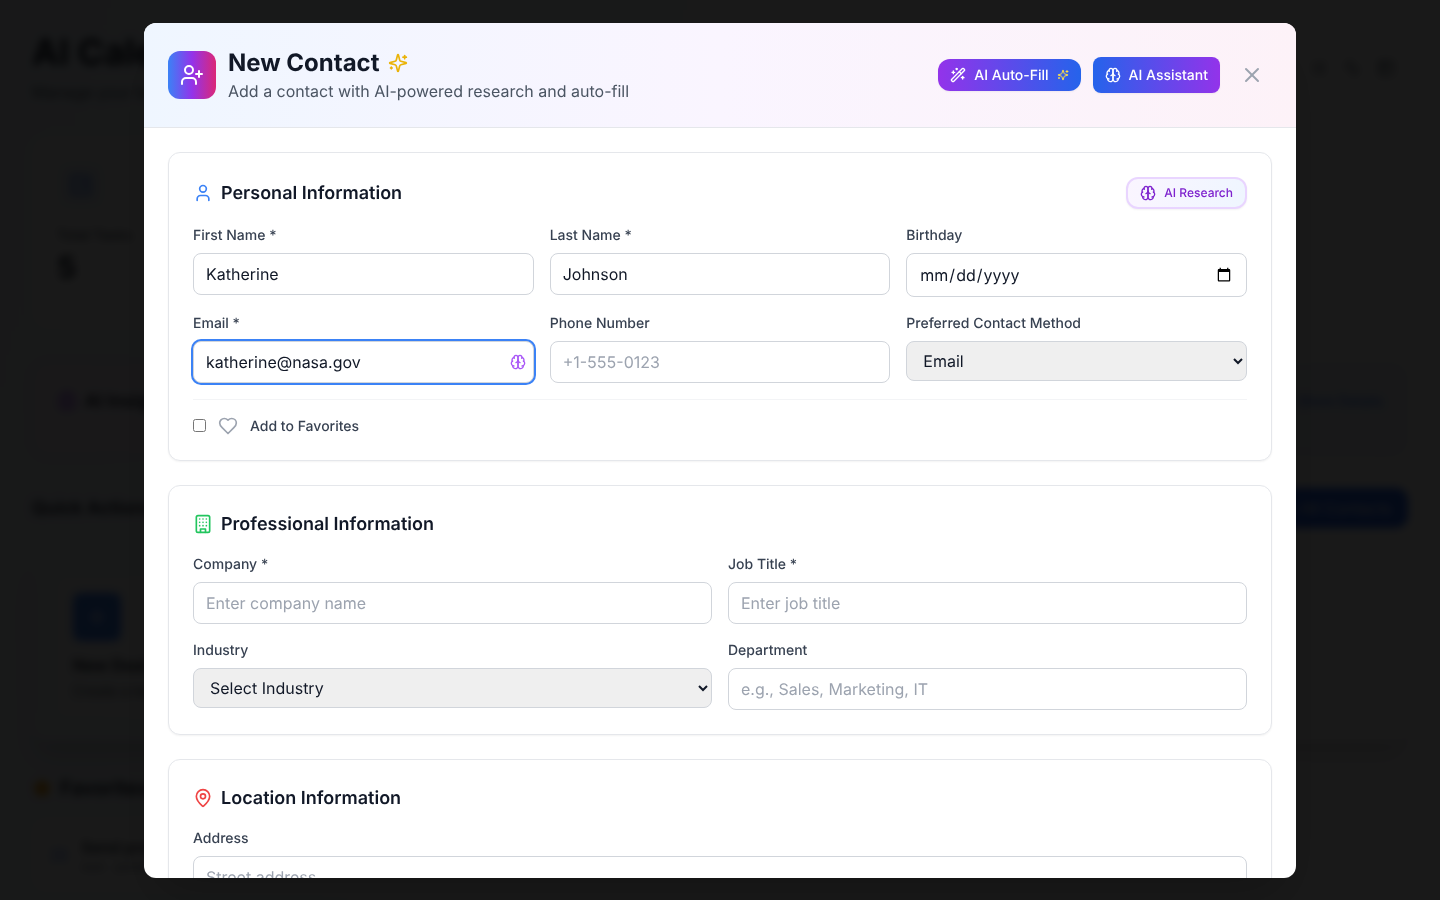 New Contact
Add a contact with AI-powered research and auto-fill
AI Auto-Fill
AI Assistant
Personal Information
AI Research
First Name *
Last Name *
Birthday
Katherine
Johnson
mm/dd/yyyy
Email *
Phone Number
Preferred Contact Method
katherine@nasa.gov
+1-555-0123
Email
Add to Favorites
Professional Information
Company *
Job Title *
Enter company name
Enter job title
Industry
Department
Select Industry
e.g., Sales, Marketing, IT
Location Information
Address
Street address